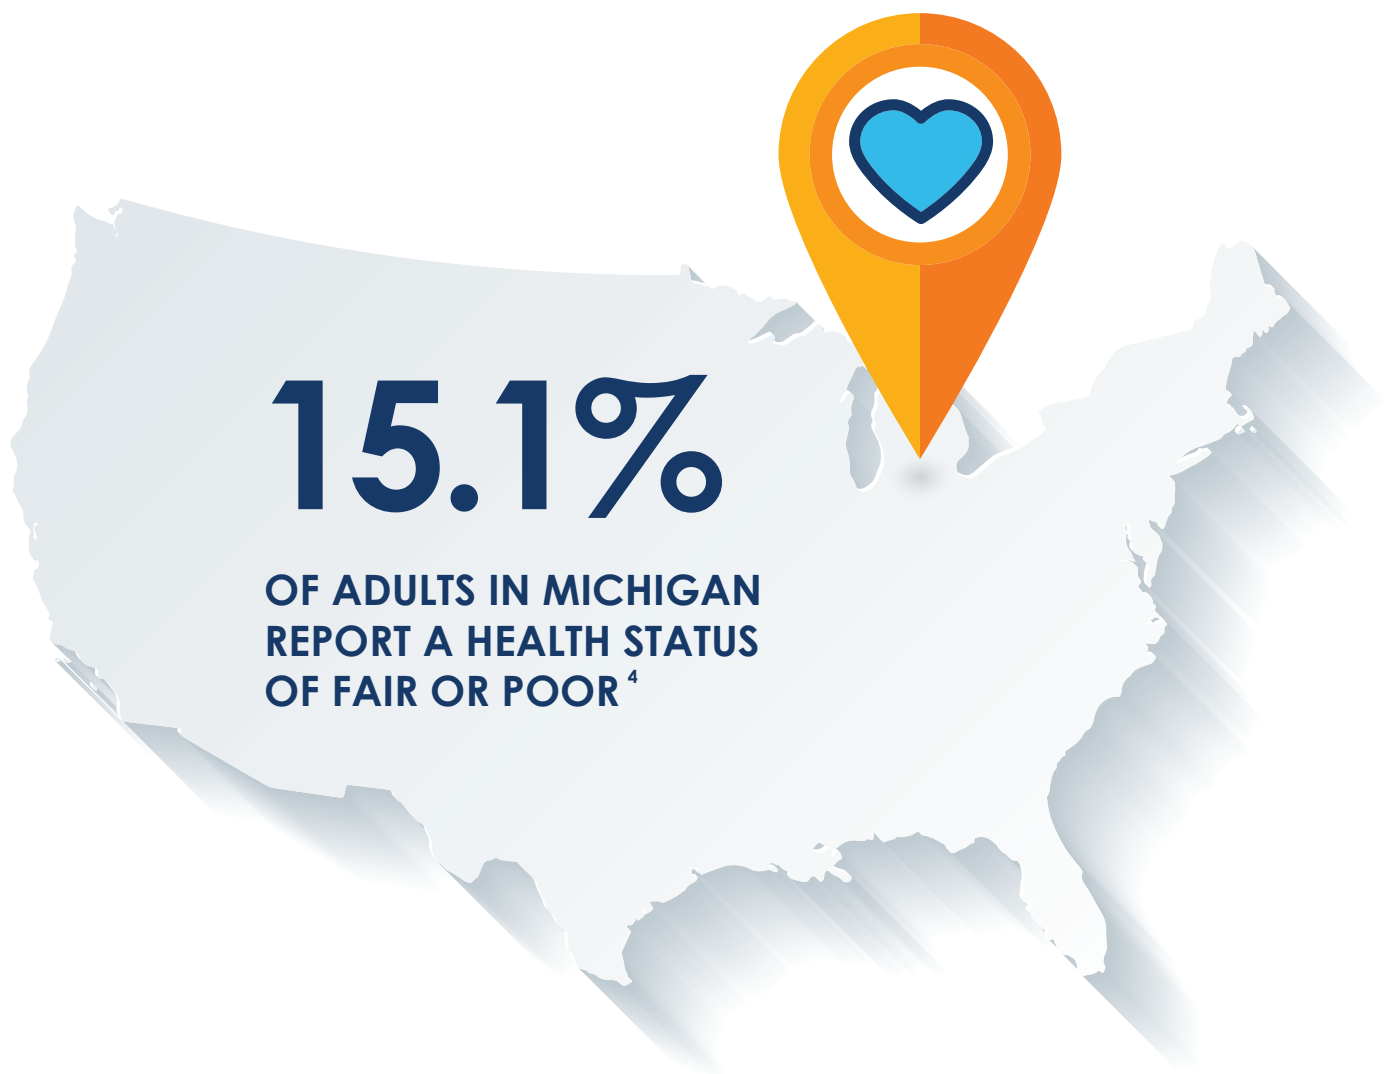 15.1%
OF ADULTS IN MICHIGAN
REPORT A HEALTH STATUS
OF FAIR OR POOR 4